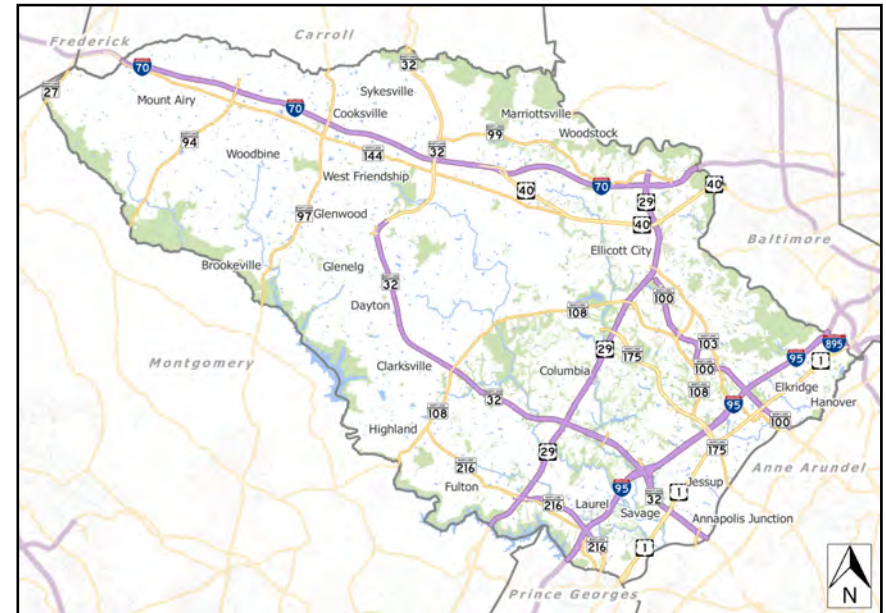 Frederick
Carroll
70
32
27
Mount Airy
Sykesville
70
Cooksville
Marriottsville
99
Woodstock
94
Woodbine
144
32
West Friendship
70
40
40
29
97
Glenwood
40
Ellicott City
Baltimore
Brookeville
Glenelg
32
100
Dayton
108
103
895
95
1
Montgomery
29
175
100
Clarksville
Columbia
Elkridge
108
32
95
Hanover
108
100
Highland
29
175
216
Anne Arundel
Fulton
Jessup
95
1
Laurel
32
216
Savage
Annapolis Junction
216
1
Prince Georges
N